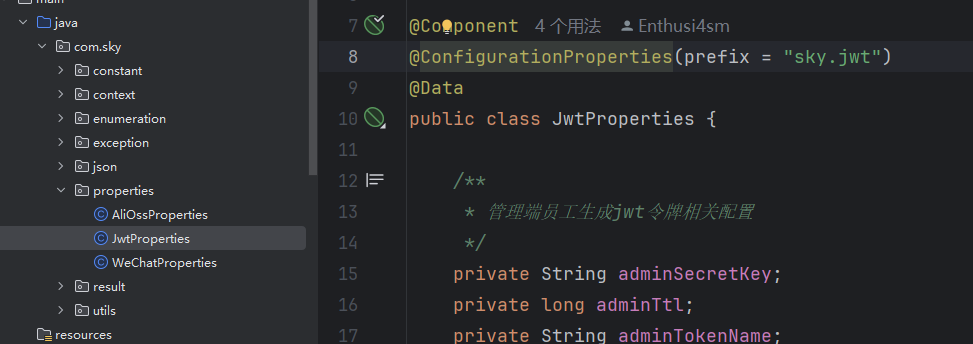 main
java
com.sky
constant
context
enumeration
exception
json
properties
AliOssProperties
JwtProperties
WeChatProperties
result
utils
resources
7 @Component 4 个用法 Enthusi4sm
8 @ConfigurationProperties(prefix = "sky.jwt")
9 @Data
10 public class JwtProperties {
11
12 /**
13 * 管理端员工生成jwt令牌相关配置
14 */
15 private String adminSecretKey;
16 private long adminTtl;
17 private String adminTokenName;